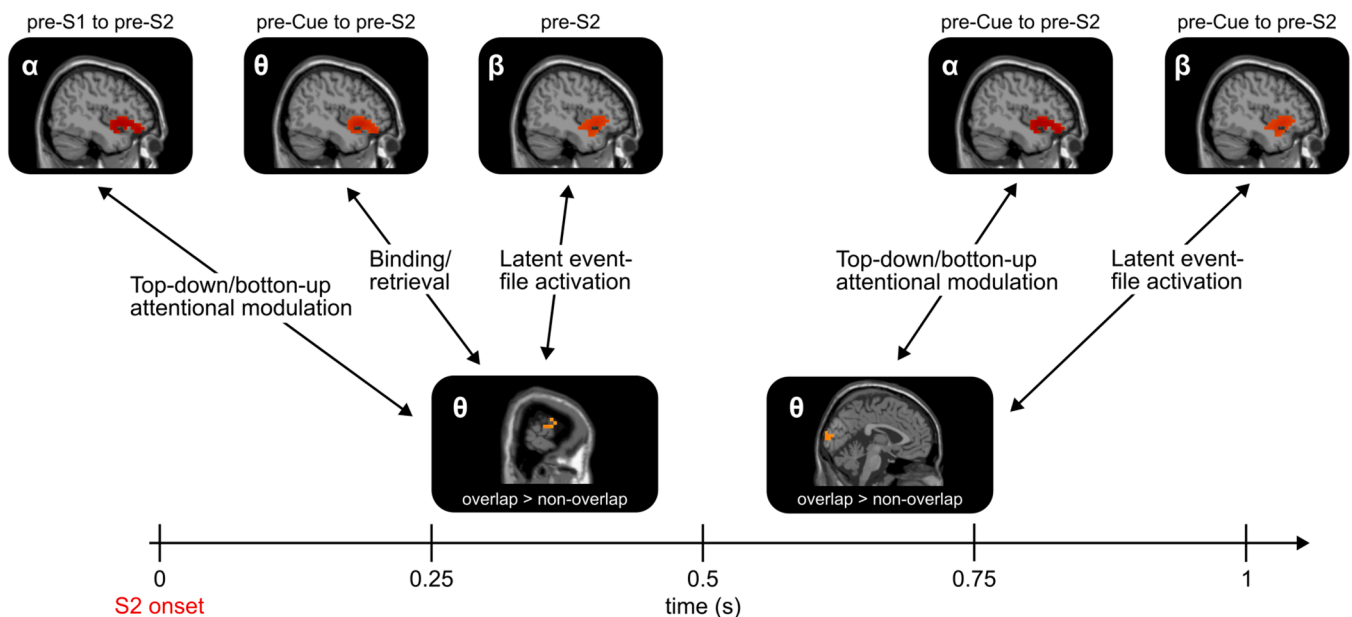 pre-S1 to pre-S2
pre-Cue to pre-S2
pre-S2
pre-Cue to pre-S2
pre-Cue to pre-S2
α
θ
β
α
β
Top-down/botton-up
attentional modulation
Binding/
retrieval
Latent event-
file activation
Top-down/botton-up
attentional modulation
Latent event-
file activation
θ
overlap > non-overlap
θ
overlap > non-overlap
0
0.25
0.5
0.75
1
S2 onset
time (s)